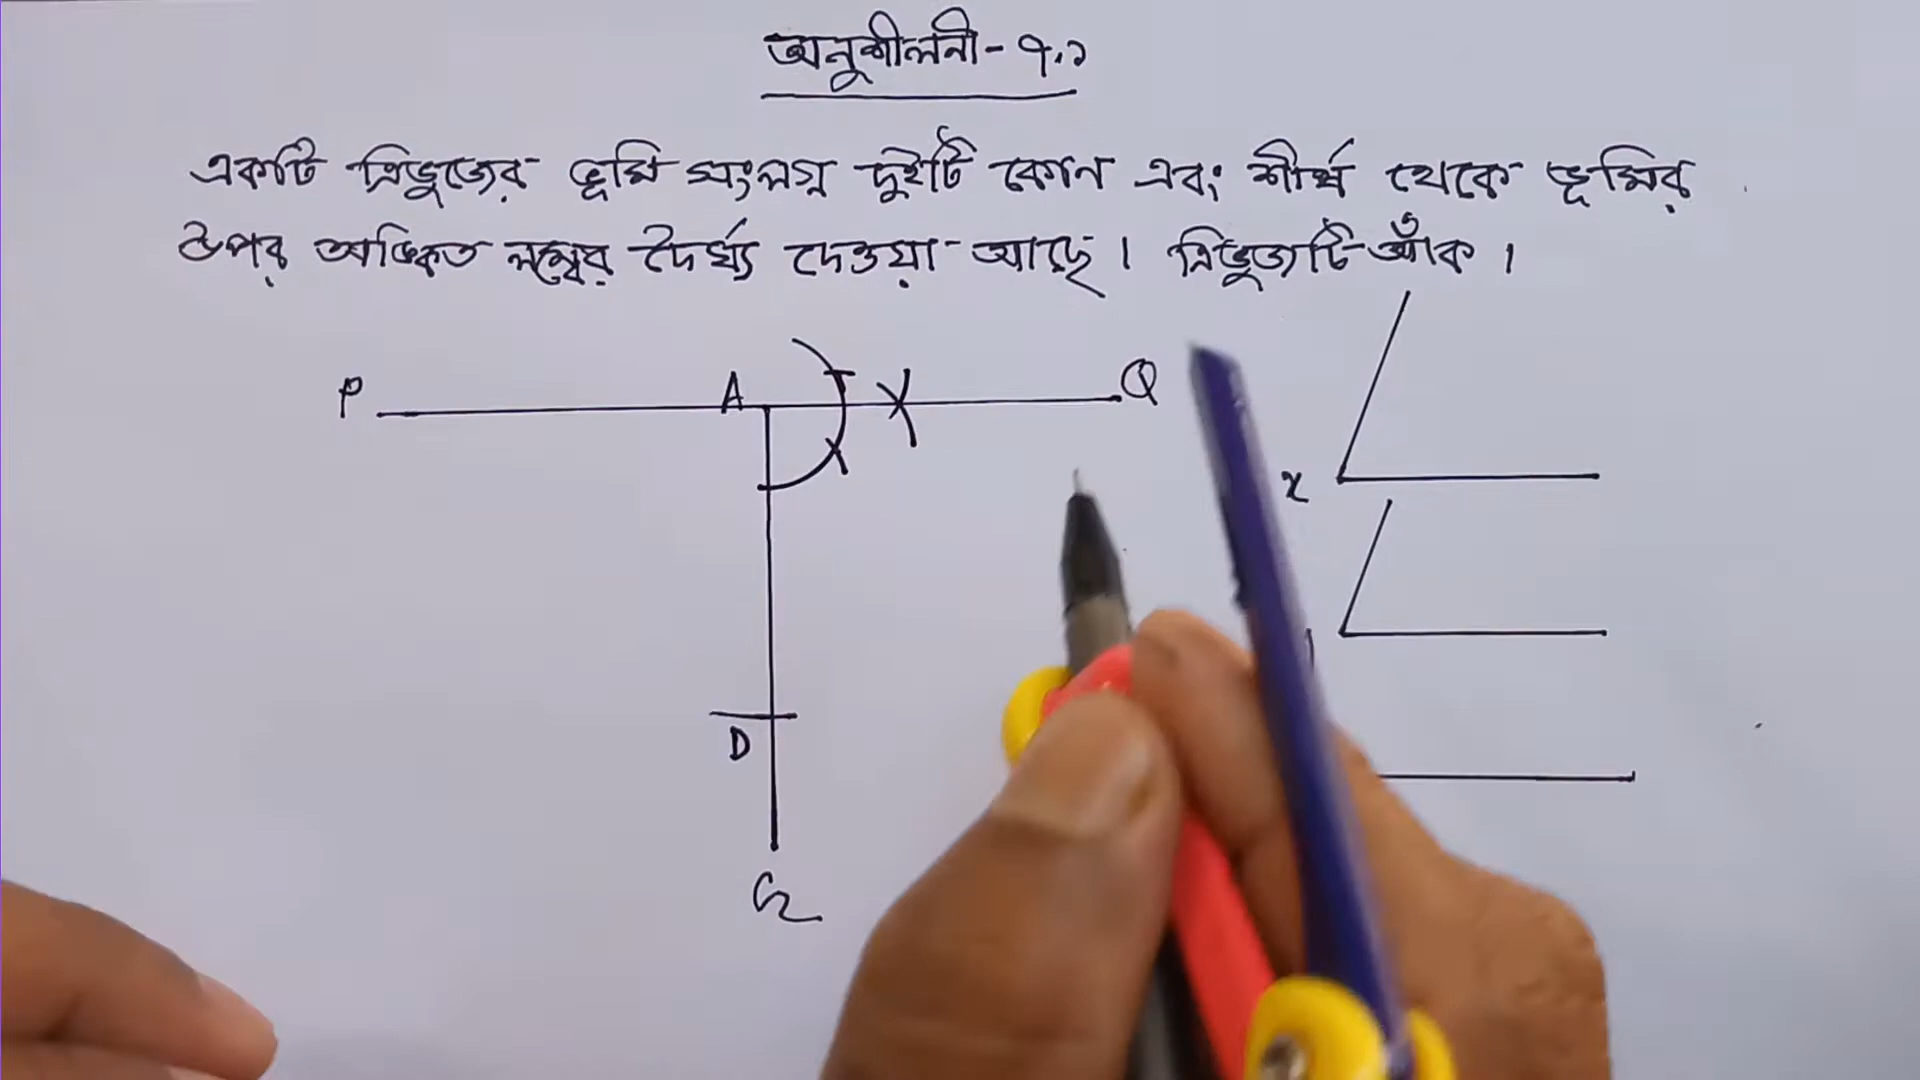 অনুশীলনী - ৭.১
একটি ত্রিভুজের ভূমি সংলগ্ন দুইটি কোন এবং শীর্ষ থেকে ভূমির
উপর অঙ্কিত লম্বের দৈর্ঘ্য দেওয়া আছে। ত্রিভুজটি আঁক।
P A Q
x
D